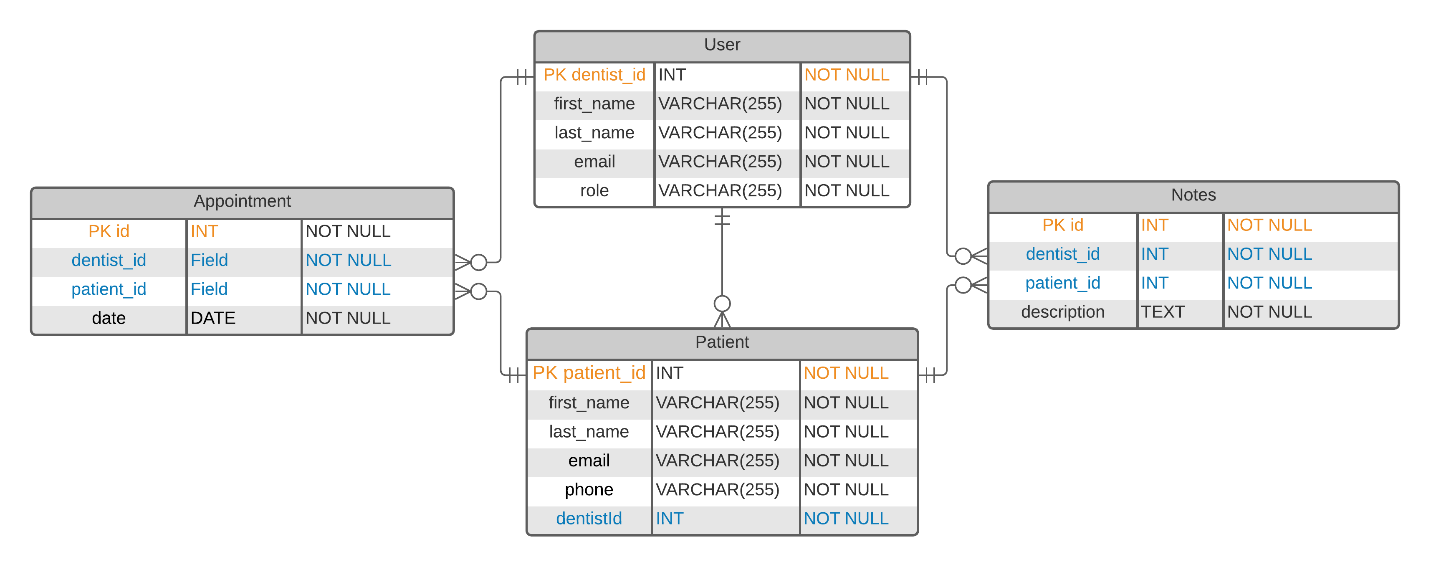 User
PK dentist_id INT NOT NULL
first_name VARCHAR(255) NOT NULL
last_name VARCHAR(255) NOT NULL
email VARCHAR(255) NOT NULL
role VARCHAR(255) NOT NULL
Appointment
PK id INT NOT NULL
dentist_id Field NOT NULL
patient_id Field NOT NULL
date DATE NOT NULL
Notes
PK id INT NOT NULL
dentist_id INT NOT NULL
patient_id INT NOT NULL
description TEXT NOT NULL
Patient
PK patient_id INT NOT NULL
first_name VARCHAR(255) NOT NULL
last_name VARCHAR(255) NOT NULL
email VARCHAR(255) NOT NULL
phone VARCHAR(255) NOT NULL
dentistId INT NOT NULL